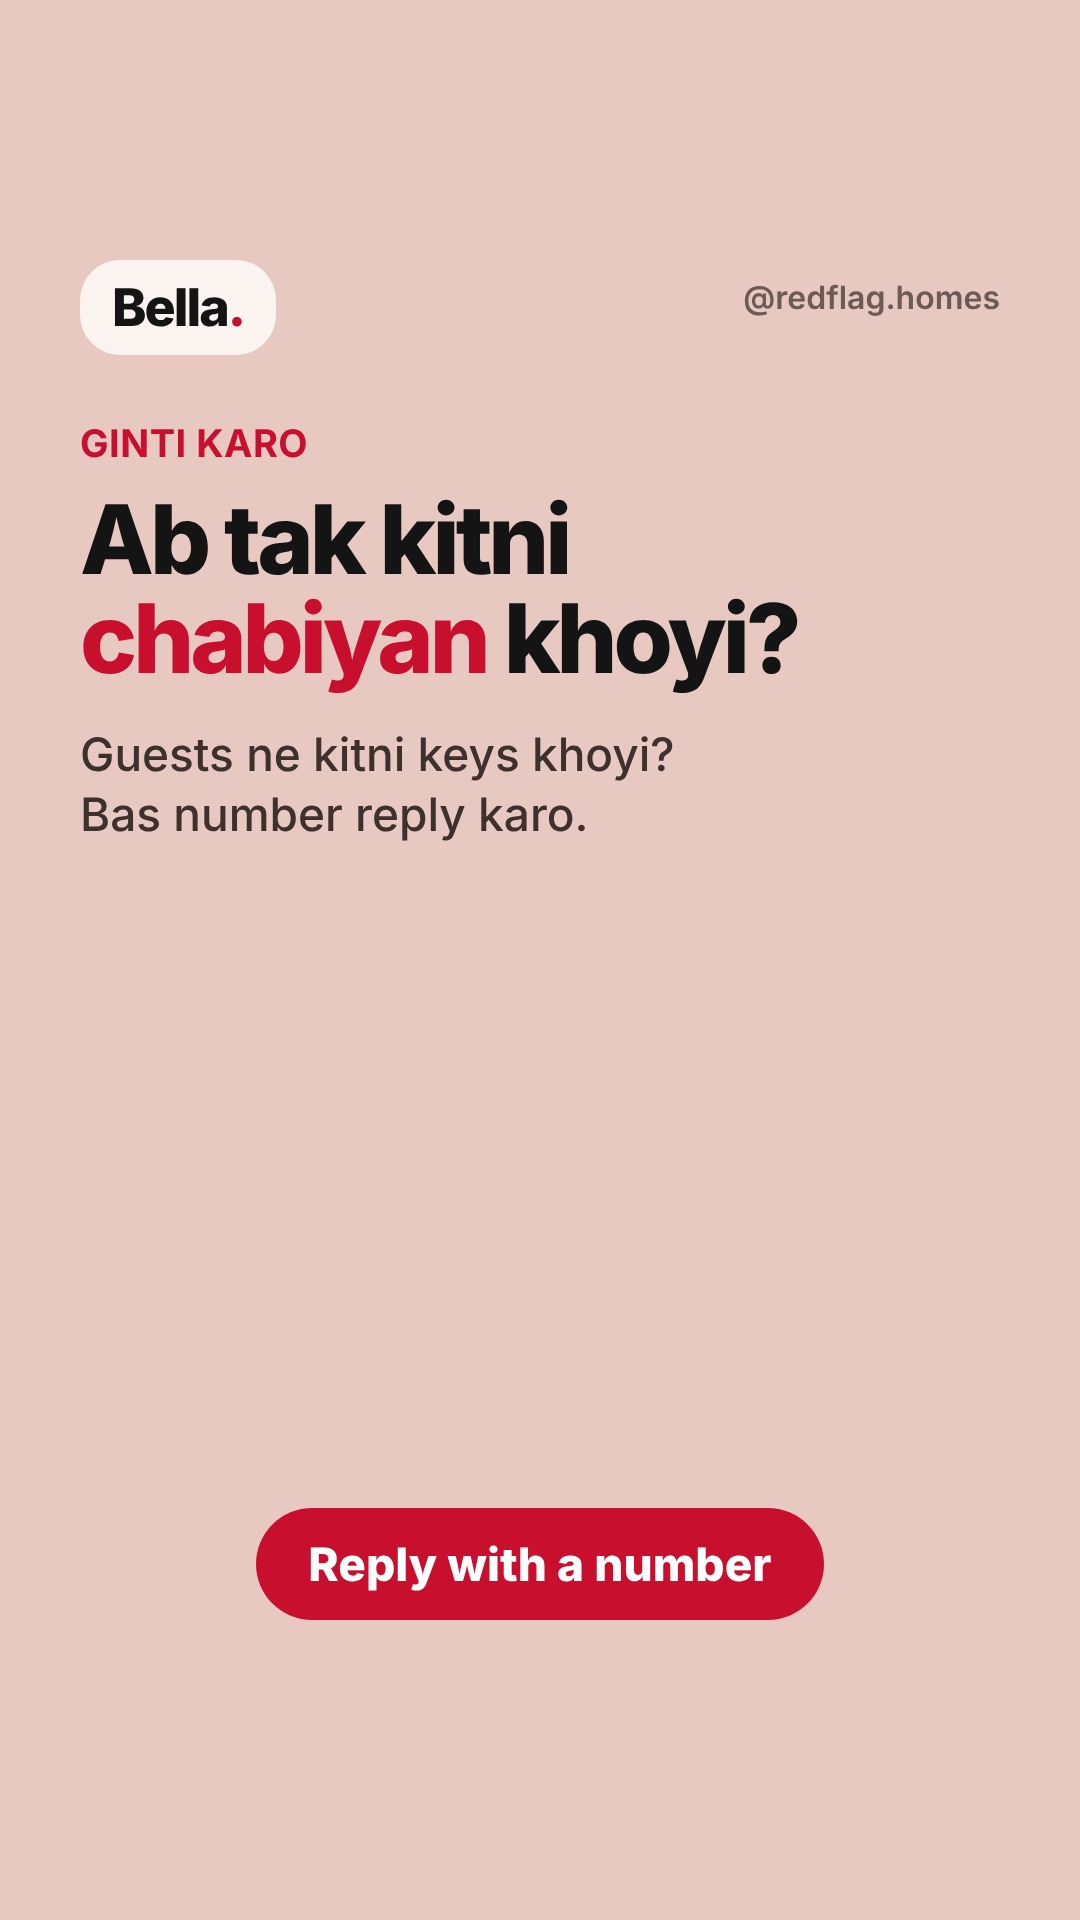 Bella.
@redflag.homes
GINTI KARO
Ab tak kitni
chabiyan khoyi?
Guests ne kitni keys khoyi?
Bas number reply karo.
Reply with a number